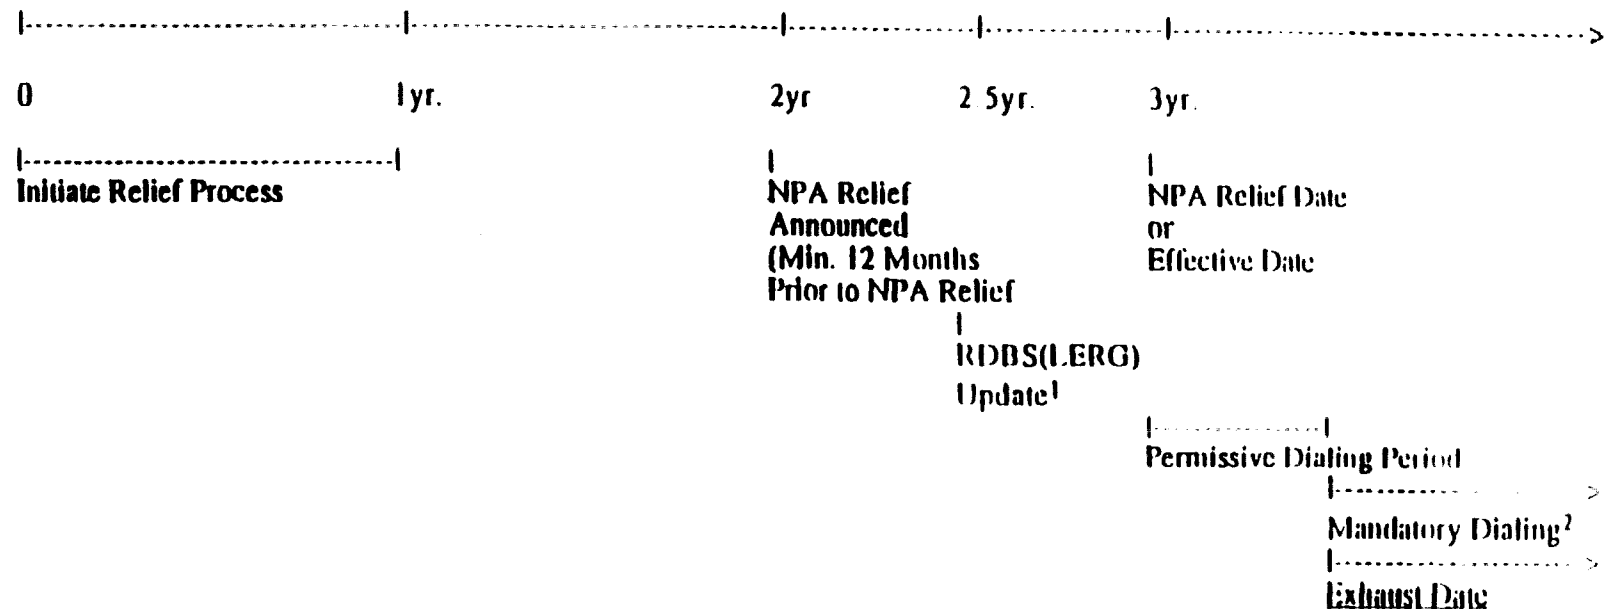 0 1yr. 2yr 2 5yr. 3yr.
Initiate Relief Process
NPA Relief
Announced
(Min. 12 Months
Prior to NPA Relief
NPA Relief Date
or
Effective Date
RDBS(LERG)
Update¹
Permissive Dialing Period
Mandatory Dialing²
Exhaust Date